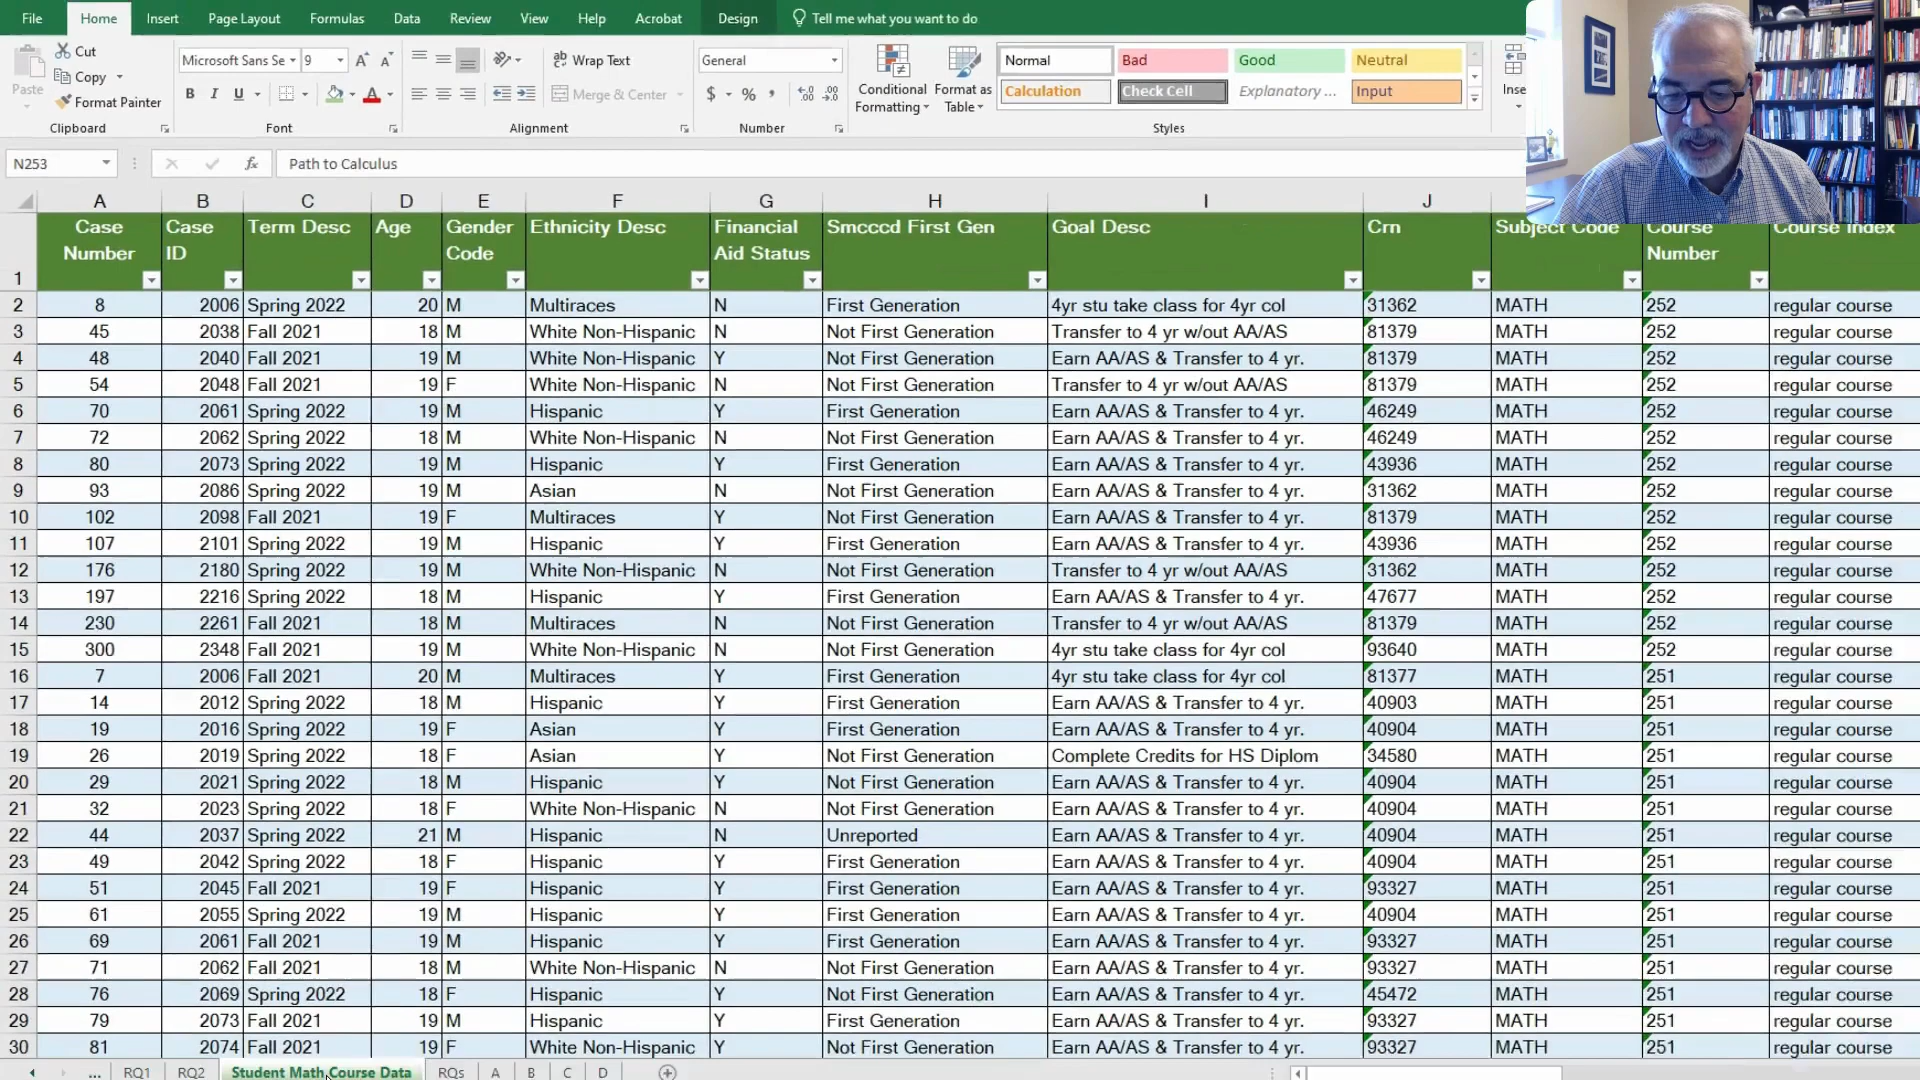 File Home Insert Page Layout Formulas Data Review View Help Acrobat Design Tell me what you want to do
Cut
Copy
Format Painter
Paste
Clipboard
Microsoft Sans Se 9
B I U
Font
Wrap Text
Merge & Center
Alignment
General
$ % ,
Number
Conditional Formatting
Format as Table
Normal Bad Good Neutral
Calculation Check Cell Explanatory ... Input
Styles
Inse
N253 fx Path to Calculus
A B C D E F G H I J
1 Case Number Case ID Term Desc Age Gender Code Ethnicity Desc Financial Aid Status Smcccd First Gen Goal Desc Crn Subject Code Course Number Course Index
2 8 2006 Spring 2022 20 M Multiraces N First Generation 4yr stu take class for 4yr col 31362 MATH 252 regular course
3 45 2038 Fall 2021 18 M White Non-Hispanic N Not First Generation Transfer to 4 yr w/out AA/AS 81379 MATH 252 regular course
4 48 2040 Fall 2021 19 M White Non-Hispanic Y Not First Generation Earn AA/AS & Transfer to 4 yr. 81379 MATH 252 regular course
5 54 2048 Fall 2021 19 F White Non-Hispanic N Not First Generation Transfer to 4 yr w/out AA/AS 81379 MATH 252 regular course
6 70 2061 Spring 2022 19 M Hispanic Y First Generation Earn AA/AS & Transfer to 4 yr. 46249 MATH 252 regular course
7 72 2062 Spring 2022 18 M White Non-Hispanic N Not First Generation Earn AA/AS & Transfer to 4 yr. 46249 MATH 252 regular course
8 80 2073 Spring 2022 19 M Hispanic Y First Generation Earn AA/AS & Transfer to 4 yr. 43936 MATH 252 regular course
9 93 2086 Spring 2022 19 M Asian N Not First Generation Earn AA/AS & Transfer to 4 yr. 31362 MATH 252 regular course
10 102 2098 Fall 2021 19 F Multiraces Y Not First Generation Earn AA/AS & Transfer to 4 yr. 81379 MATH 252 regular course
11 107 2101 Spring 2022 19 M Hispanic Y First Generation Earn AA/AS & Transfer to 4 yr. 43936 MATH 252 regular course
12 176 2180 Spring 2022 19 M White Non-Hispanic N Not First Generation Transfer to 4 yr w/out AA/AS 31362 MATH 252 regular course
13 197 2216 Spring 2022 18 M Hispanic Y First Generation Earn AA/AS & Transfer to 4 yr. 47677 MATH 252 regular course
14 230 2261 Fall 2021 18 M Multiraces N Not First Generation Transfer to 4 yr w/out AA/AS 81379 MATH 252 regular course
15 300 2348 Fall 2021 19 M White Non-Hispanic N Not First Generation 4yr stu take class for 4yr col 93640 MATH 252 regular course
16 7 2006 Fall 2021 20 M Multiraces Y First Generation 4yr stu take class for 4yr col 81377 MATH 251 regular course
17 14 2012 Spring 2022 18 M Hispanic Y First Generation Earn AA/AS & Transfer to 4 yr. 40903 MATH 251 regular course
18 19 2016 Spring 2022 19 F Asian Y First Generation Earn AA/AS & Transfer to 4 yr. 40904 MATH 251 regular course
19 26 2019 Spring 2022 18 F Asian Y Not First Generation Complete Credits for HS Diplom 34580 MATH 251 regular course
20 29 2021 Spring 2022 18 M Hispanic Y First Generation Earn AA/AS & Transfer to 4 yr. 40904 MATH 251 regular course
21 32 2023 Spring 2022 18 F White Non-Hispanic N Not First Generation Earn AA/AS & Transfer to 4 yr. 40904 MATH 251 regular course
22 44 2037 Spring 2022 21 M Hispanic N Unreported Earn AA/AS & Transfer to 4 yr. 40904 MATH 251 regular course
23 49 2042 Spring 2022 18 F Hispanic Y First Generation Earn AA/AS & Transfer to 4 yr. 40904 MATH 251 regular course
24 51 2045 Fall 2021 19 F Hispanic Y First Generation Earn AA/AS & Transfer to 4 yr. 93327 MATH 251 regular course
25 61 2055 Spring 2022 19 M Hispanic Y First Generation Earn AA/AS & Transfer to 4 yr. 40904 MATH 251 regular course
26 69 2061 Fall 2021 19 M Hispanic Y First Generation Earn AA/AS & Transfer to 4 yr. 93327 MATH 251 regular course
27 71 2062 Fall 2021 18 M White Non-Hispanic N Not First Generation Earn AA/AS & Transfer to 4 yr. 93327 MATH 251 regular course
28 76 2069 Spring 2022 18 F Hispanic Y Not First Generation Earn AA/AS & Transfer to 4 yr. 45472 MATH 251 regular course
29 79 2073 Fall 2021 19 M Hispanic Y First Generation Earn AA/AS & Transfer to 4 yr. 93327 MATH 251 regular course
30 81 2074 Fall 2021 19 F White Non-Hispanic Y Not First Generation Earn AA/AS & Transfer to 4 yr. 93327 MATH 251 regular course
... RQ1 RQ2 Student Math Course Data RQs A B C D